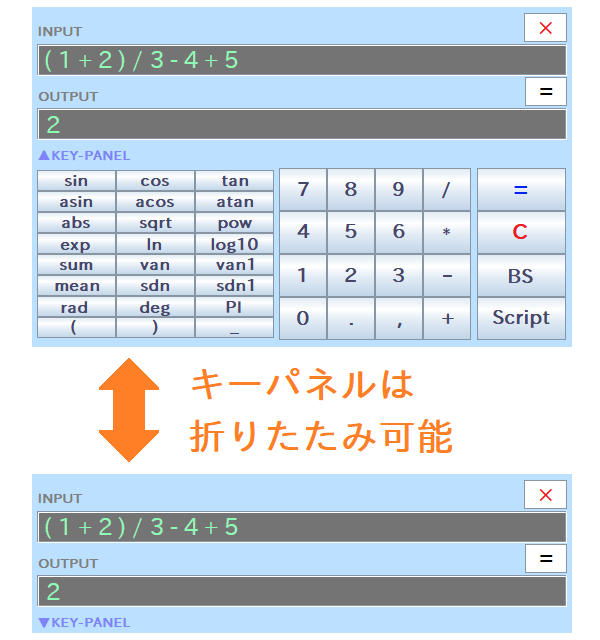 INPUT ×
(1+2)/3-4+5
OUTPUT =
2
▲KEY-PANEL
sin cos tan 7 8 9 / =
asin acos atan
abs sqrt pow 4 5 6 * C
exp ln log10
sum van van1 1 2 3 - BS
mean sdn sdn1
rad deg PI 0 . , + Script
( ) _
キーパネルは
折りたたみ可能
INPUT ×
(1+2)/3-4+5
OUTPUT =
2
▼KEY-PANEL